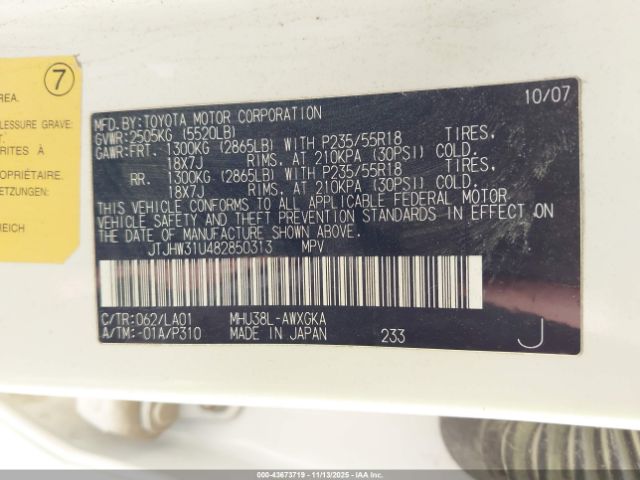 7
AREA.
LESSURE GRAVE:
RITES À
OPRIÉTAIRE.
ETZUNGEN:
REICH
10/07
MFD.BY:TOYOTA MOTOR CORPORATION
GVWR:2505KG (5520LB)
GAWR:FRT. 1300KG (2865LB) WITH P235/55R18 TIRES,
18X7J RIMS. AT 210KPA (30PSI) COLD.
RR. 1300KG (2865LB) WITH P235/55R18 TIRES,
18X7J RIMS. AT 210KPA (30PSI) COLD.
THIS VEHICLE CONFORMS TO ALL APPLICABLE FEDERAL MOTOR
VEHICLE SAFETY AND THEFT PREVENTION STANDARDS IN EFFECT ON
THE DATE OF MANUFACTURE SHOWN ABOVE.
JTJHW31U482850313 MPV
C/TR:062/LA01 MHU38L-AWXGKA
A/TM:-01A/P310 MADE IN JAPAN 233 J
000-43673719 - 11/13/2025 - IAAI.CA